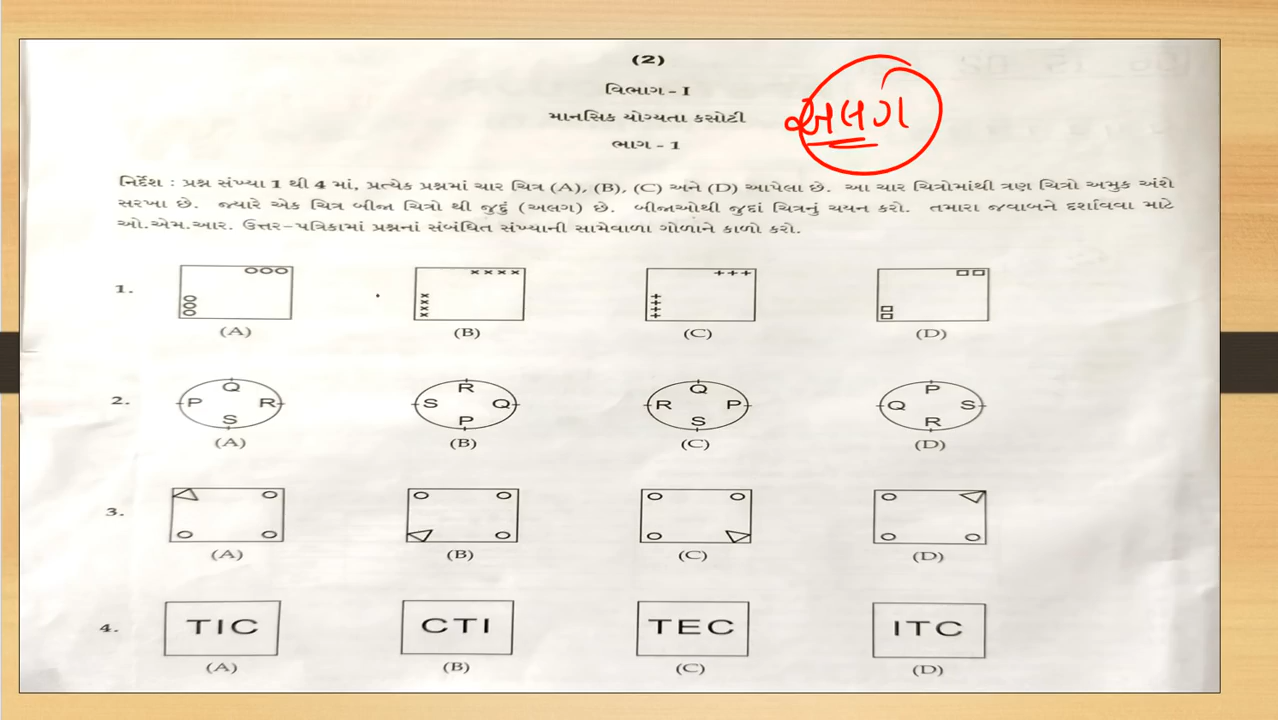 (2)
વિભાગ - I
માનસિક યોગ્યતા કસોટી
ભાગ - 1
અલગ
નિર્દેશ : પ્રશ્ન સંખ્યા 1 થી 4 માં, પ્રત્યેક પ્રશ્નમાં ચાર ચિત્ર (A), (B), (C) અને (D) આપેલા છે. આ ચાર ચિત્રોમાંથી ત્રણ ચિત્રો અમુક અંશે
સરખા છે. જ્યારે એક ચિત્ર બીજા ચિત્રો થી જુદું (અલગ) છે. બીજાઓથી જુદાં ચિત્રનું ચયન કરો. તમારા જવાબને દર્શાવવા માટે
ઓ.એમ.આર. ઉત્તર-પત્રિકામાં પ્રશ્નનાં સંબંધિત સંખ્યાની સામેવાળા ગોળાને કાળો કરો.
1.
(A) (B) (C) (D)
2.
Q R Q P
P R S Q R P Q S
S P S R
(A) (B) (C) (D)
3.
(A) (B) (C) (D)
4. TIC CTI TEC ITC
(A) (B) (C) (D)